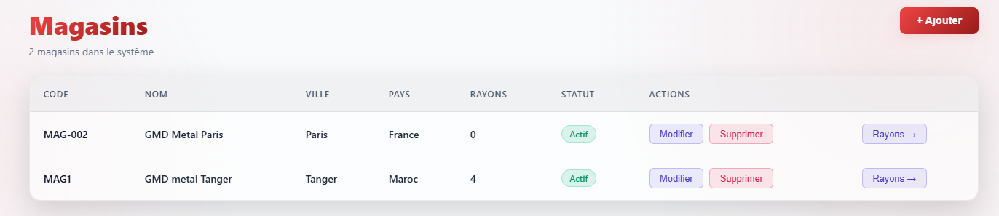 Magasins
+ Ajouter
2 magasins dans le système
CODE NOM VILLE PAYS RAYONS STATUT ACTIONS
MAG-002 GMD Metal Paris Paris France 0 Actif Modifier Supprimer Rayons →
MAG1 GMD metal Tanger Tanger Maroc 4 Actif Modifier Supprimer Rayons →